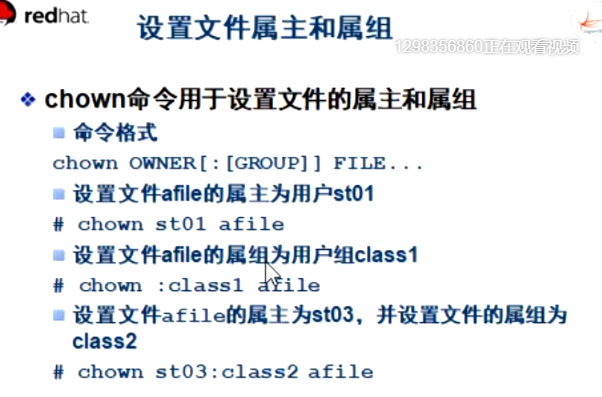 redhat.
设置文件属主和属组
1298356860正在观看视频
chown命令用于设置文件的属主和属组
命令格式
chown OWNER[:[GROUP]] FILE...
设置文件afile的属主为用户st01
# chown st01 afile
设置文件afile的属组为用户组class1
# chown :class1 afile
设置文件afile的属主为st03，并设置文件的属组为
class2
# chown st03:class2 afile